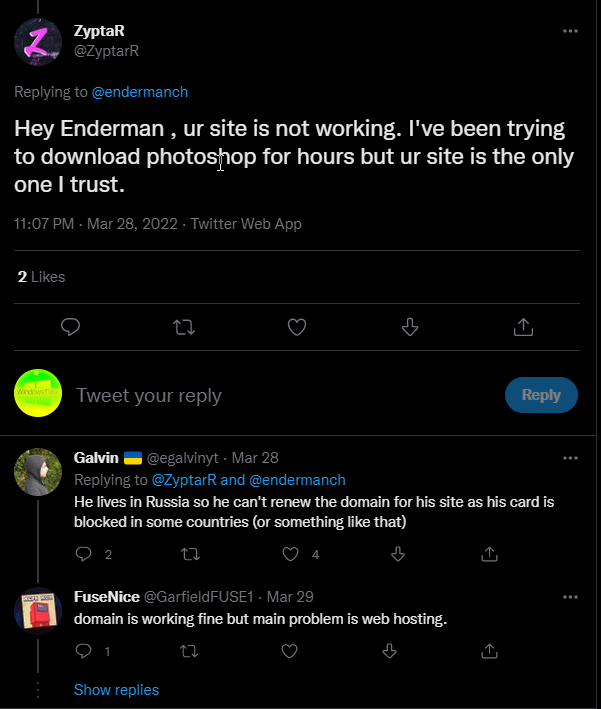 ZyptaR
@ZyptarR
Replying to @endermanch
Hey Enderman , ur site is not working. I've been trying
to download photoshop for hours but ur site is the only
one I trust.
11:07 PM · Mar 28, 2022 · Twitter Web App
2 Likes
Tweet your reply
Reply
Galvin 🇺🇦 @egalvinyt · Mar 28
Replying to @ZyptarR and @endermanch
He lives in Russia so he can't renew the domain for his site as his card is
blocked in some countries (or something like that)
2 4
FuseNice @GarfieldFUSE1 · Mar 29
domain is working fine but main problem is web hosting.
1
Show replies